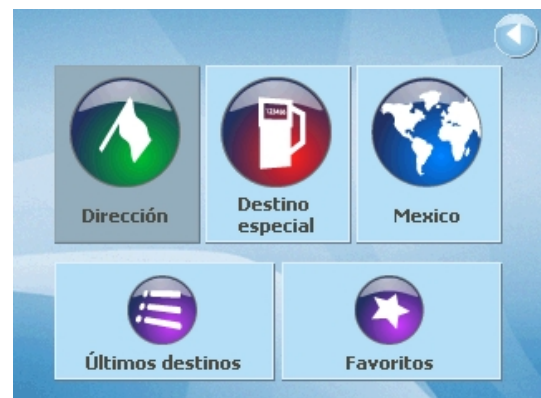 Dirección
Destino
especial
Mexico
Últimos destinos
Favoritos